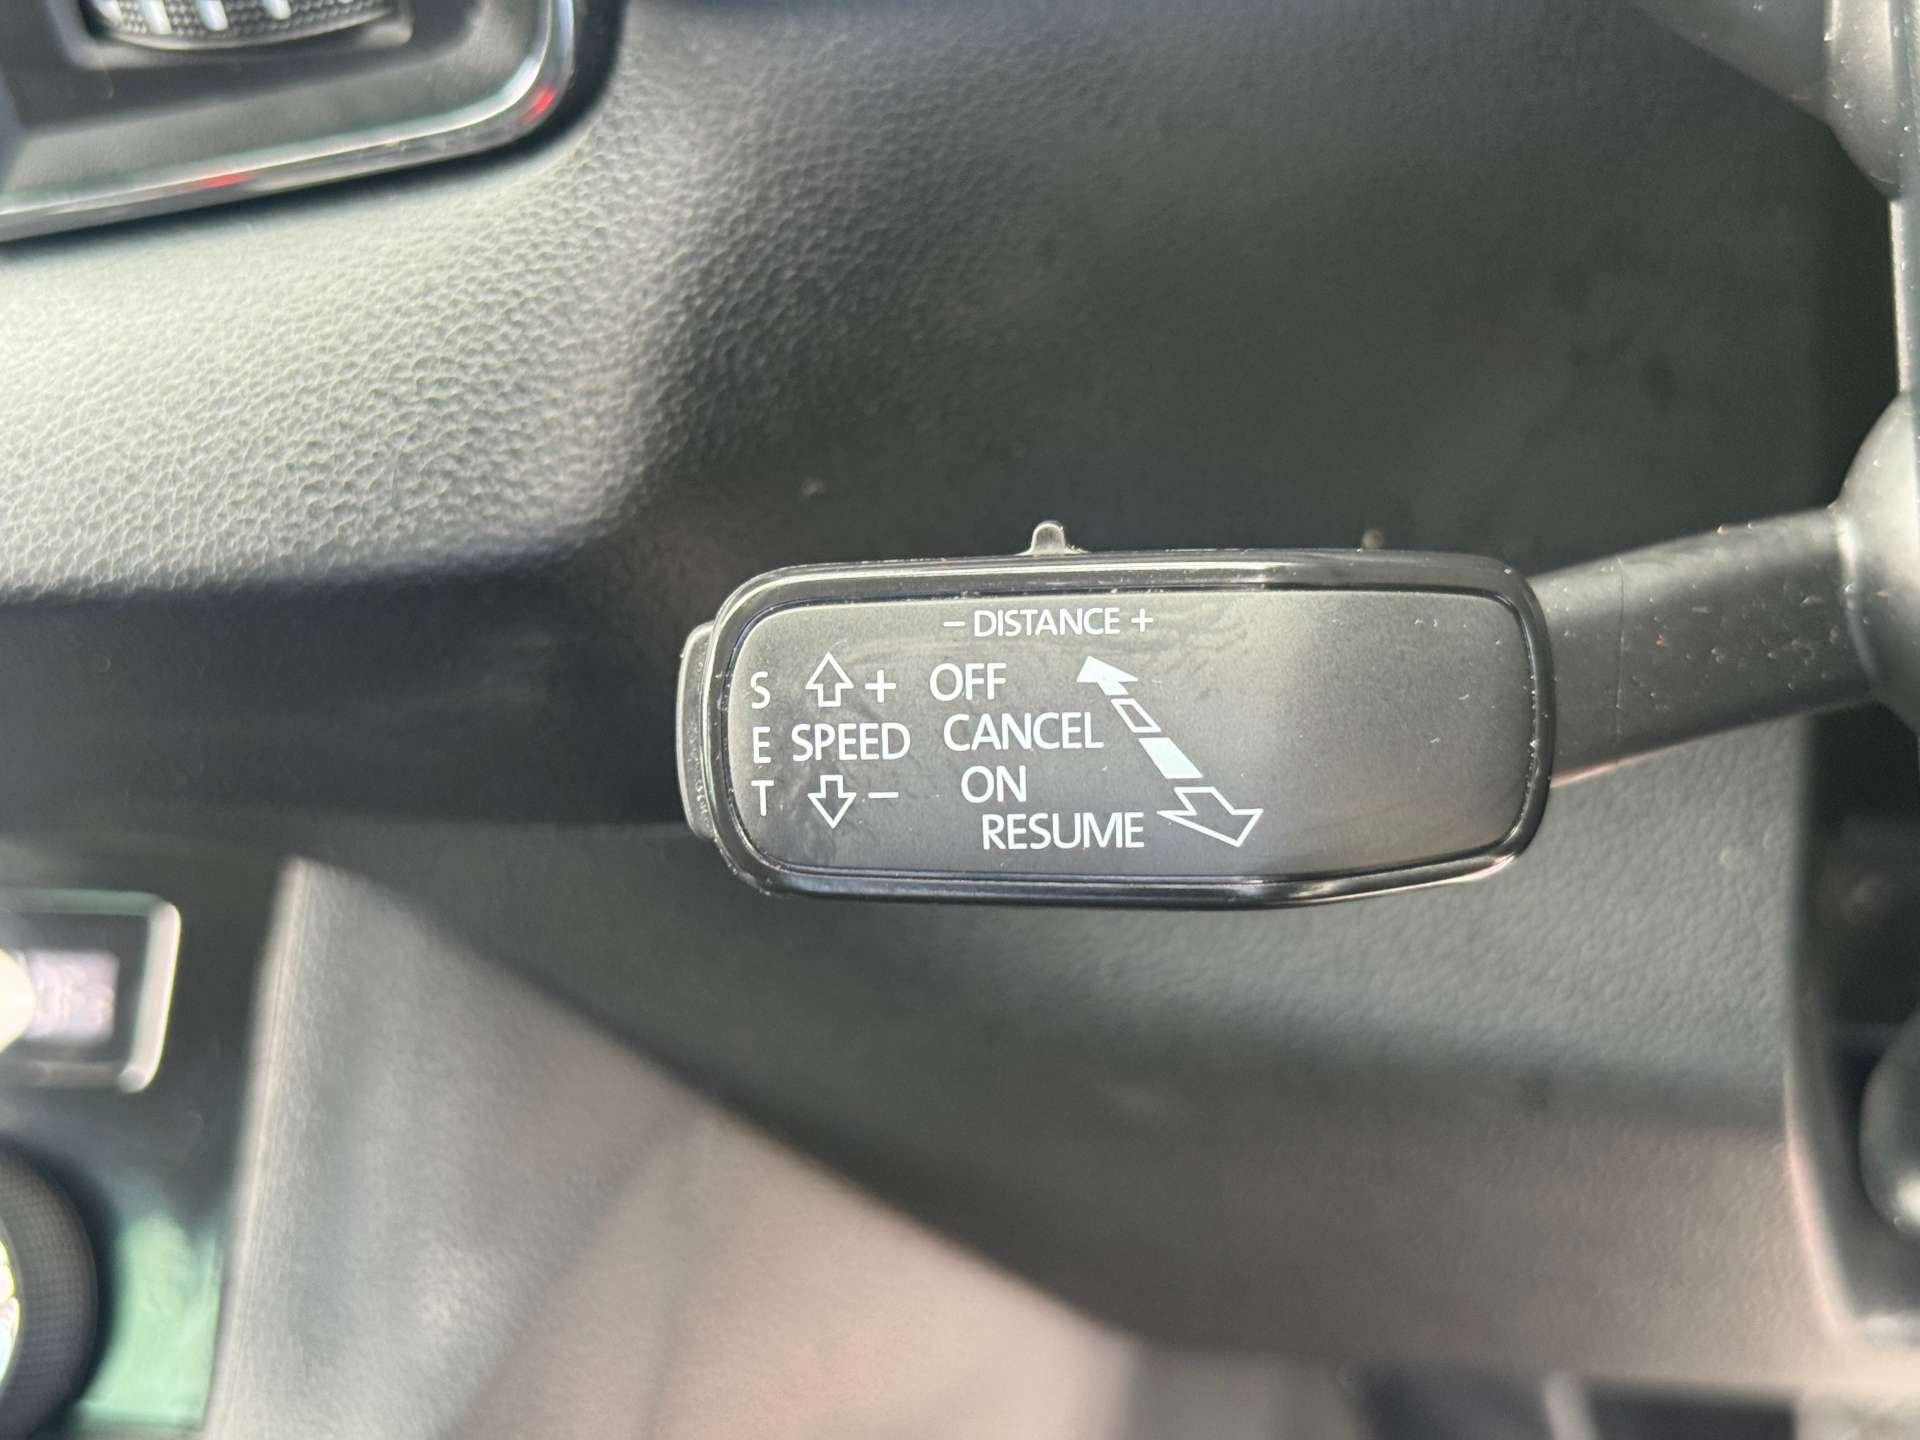 - DISTANCE +
S + OFF
E SPEED CANCEL
T - ON
RESUME